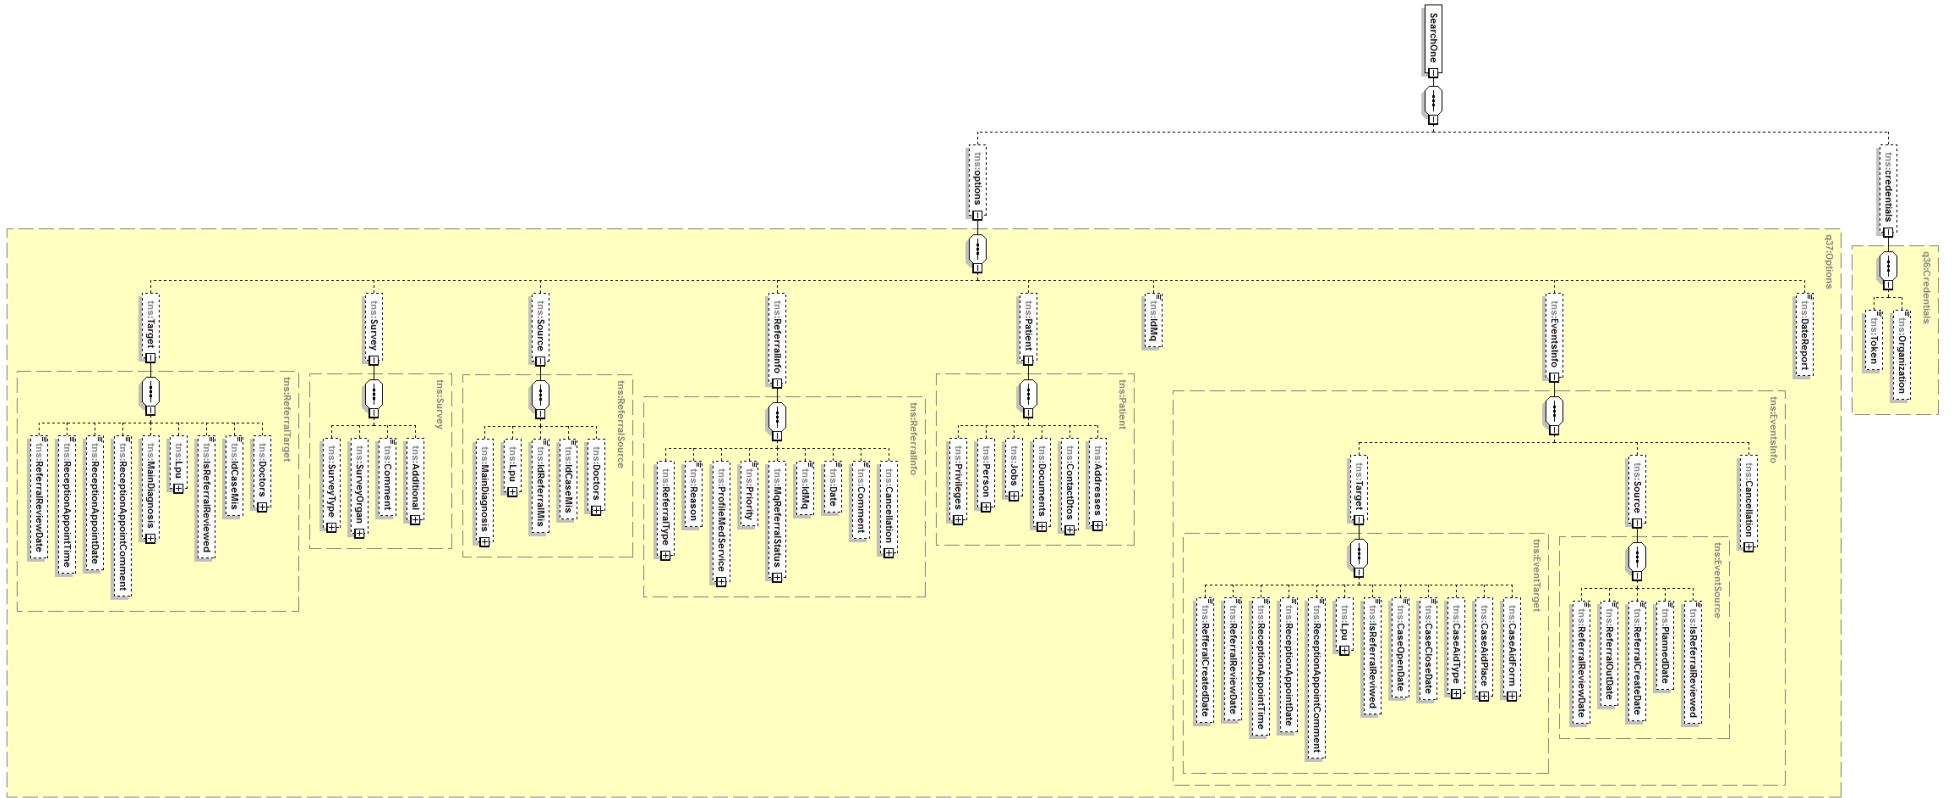 SearchOne
tns:credentials
q36:Credentials
tns:Organization
tns:Token
tns:options
q37:Options
tns:DateReport
tns:EventsInfo
tns:EventsInfo
tns:Cancellation
tns:Source
tns:EventSource
tns:IsReferralReviewed
tns:PlannedDate
tns:ReferralCreateDate
tns:ReferralOutDate
tns:ReferralReviewDate
tns:Target
tns:EventTarget
tns:CaseAidForm
tns:CaseAidPlace
tns:CaseAidType
tns:CaseCloseDate
tns:CaseOpenDate
tns:IsReferralReviwed
tns:Lpu
tns:ReceptionAppointComment
tns:ReceptionAppointDate
tns:ReceptionAppointTime
tns:ReferralReviewDate
tns:RefferalCreatedDate
tns:IdMq
tns:Patient
tns:Patient
tns:Addresses
tns:ContactDtos
tns:Documents
tns:Jobs
tns:Person
tns:Privileges
tns:ReferralInfo
tns:ReferralInfo
tns:Cancellation
tns:Comment
tns:Date
tns:IdMq
tns:MqReferralStatus
tns:Priority
tns:ProfileMedService
tns:Reason
tns:ReferralType
tns:Source
tns:ReferralSource
tns:Doctors
tns:IdCaseMis
tns:IdReferralMis
tns:Lpu
tns:MainDiagnosis
tns:Survey
tns:Survey
tns:Additional
tns:Comment
tns:SurveyOrgan
tns:SurveyType
tns:Target
tns:ReferralTarget
tns:Doctors
tns:IdCaseMis
tns:IsReferralReviewed
tns:Lpu
tns:MainDiagnosis
tns:ReceptionAppointComment
tns:ReceptionAppointDate
tns:ReceptionAppointTime
tns:ReferralReviewDate